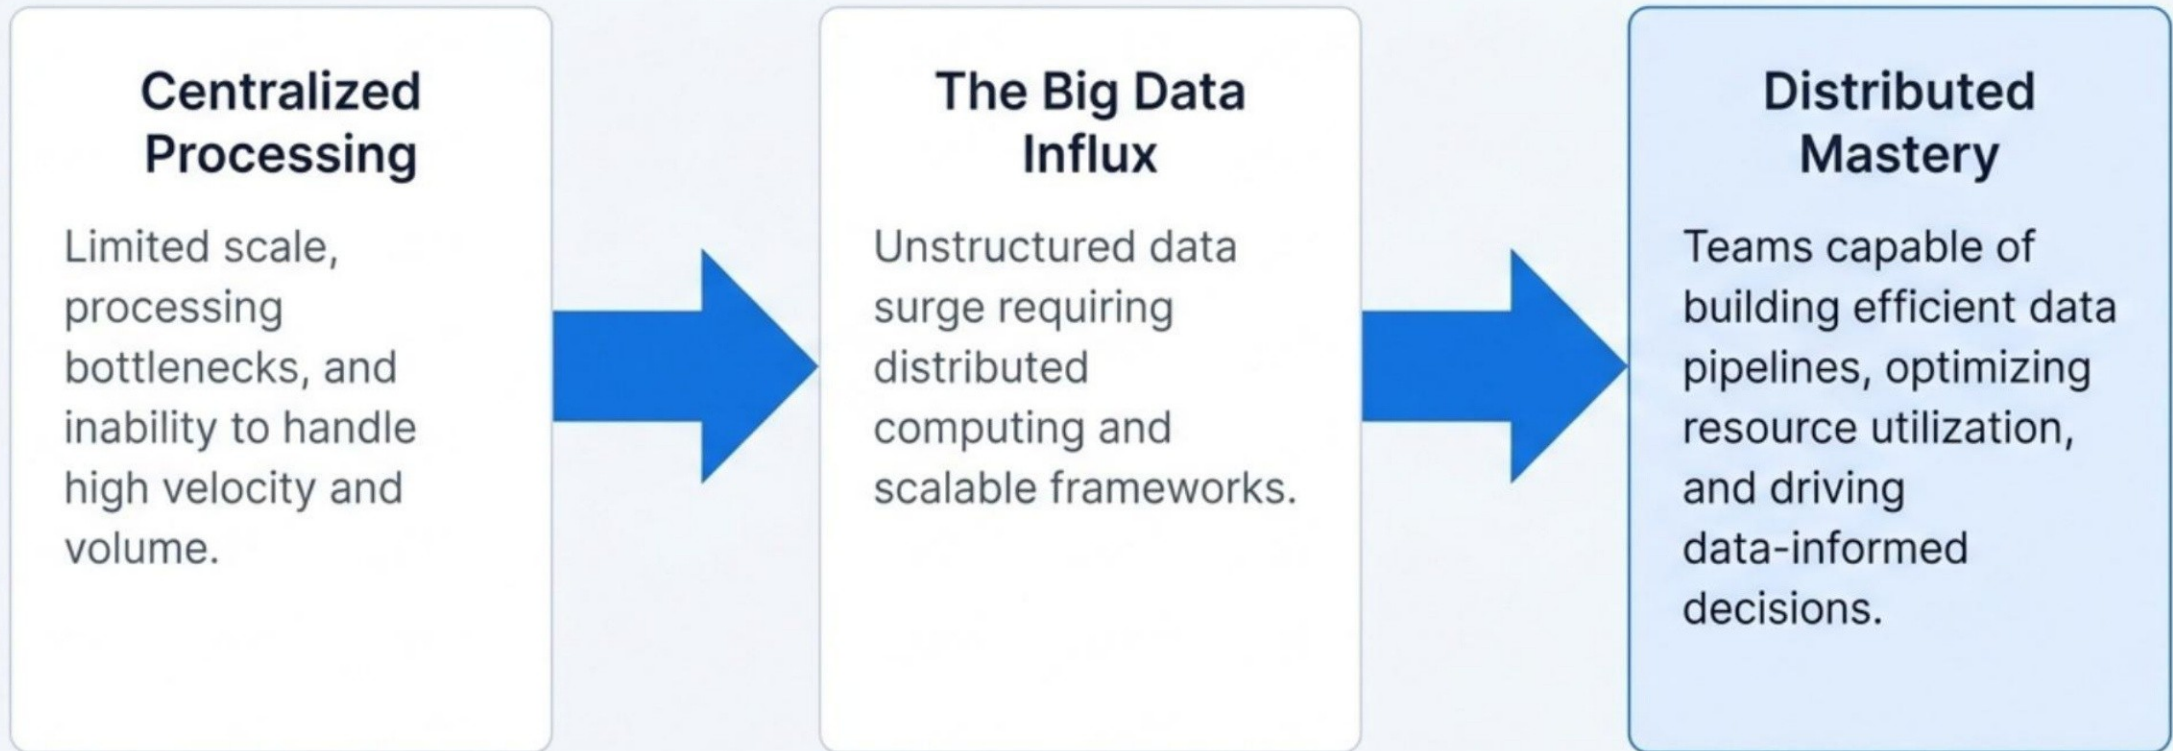 Centralized
Processing
Limited scale,
processing
bottlenecks, and
inability to handle
high velocity and
volume.
The Big Data
Influx
Unstructured data
surge requiring
distributed
computing and
scalable frameworks.
Distributed
Mastery
Teams capable of
building efficient data
pipelines, optimizing
resource utilization,
and driving
data-informed
decisions.